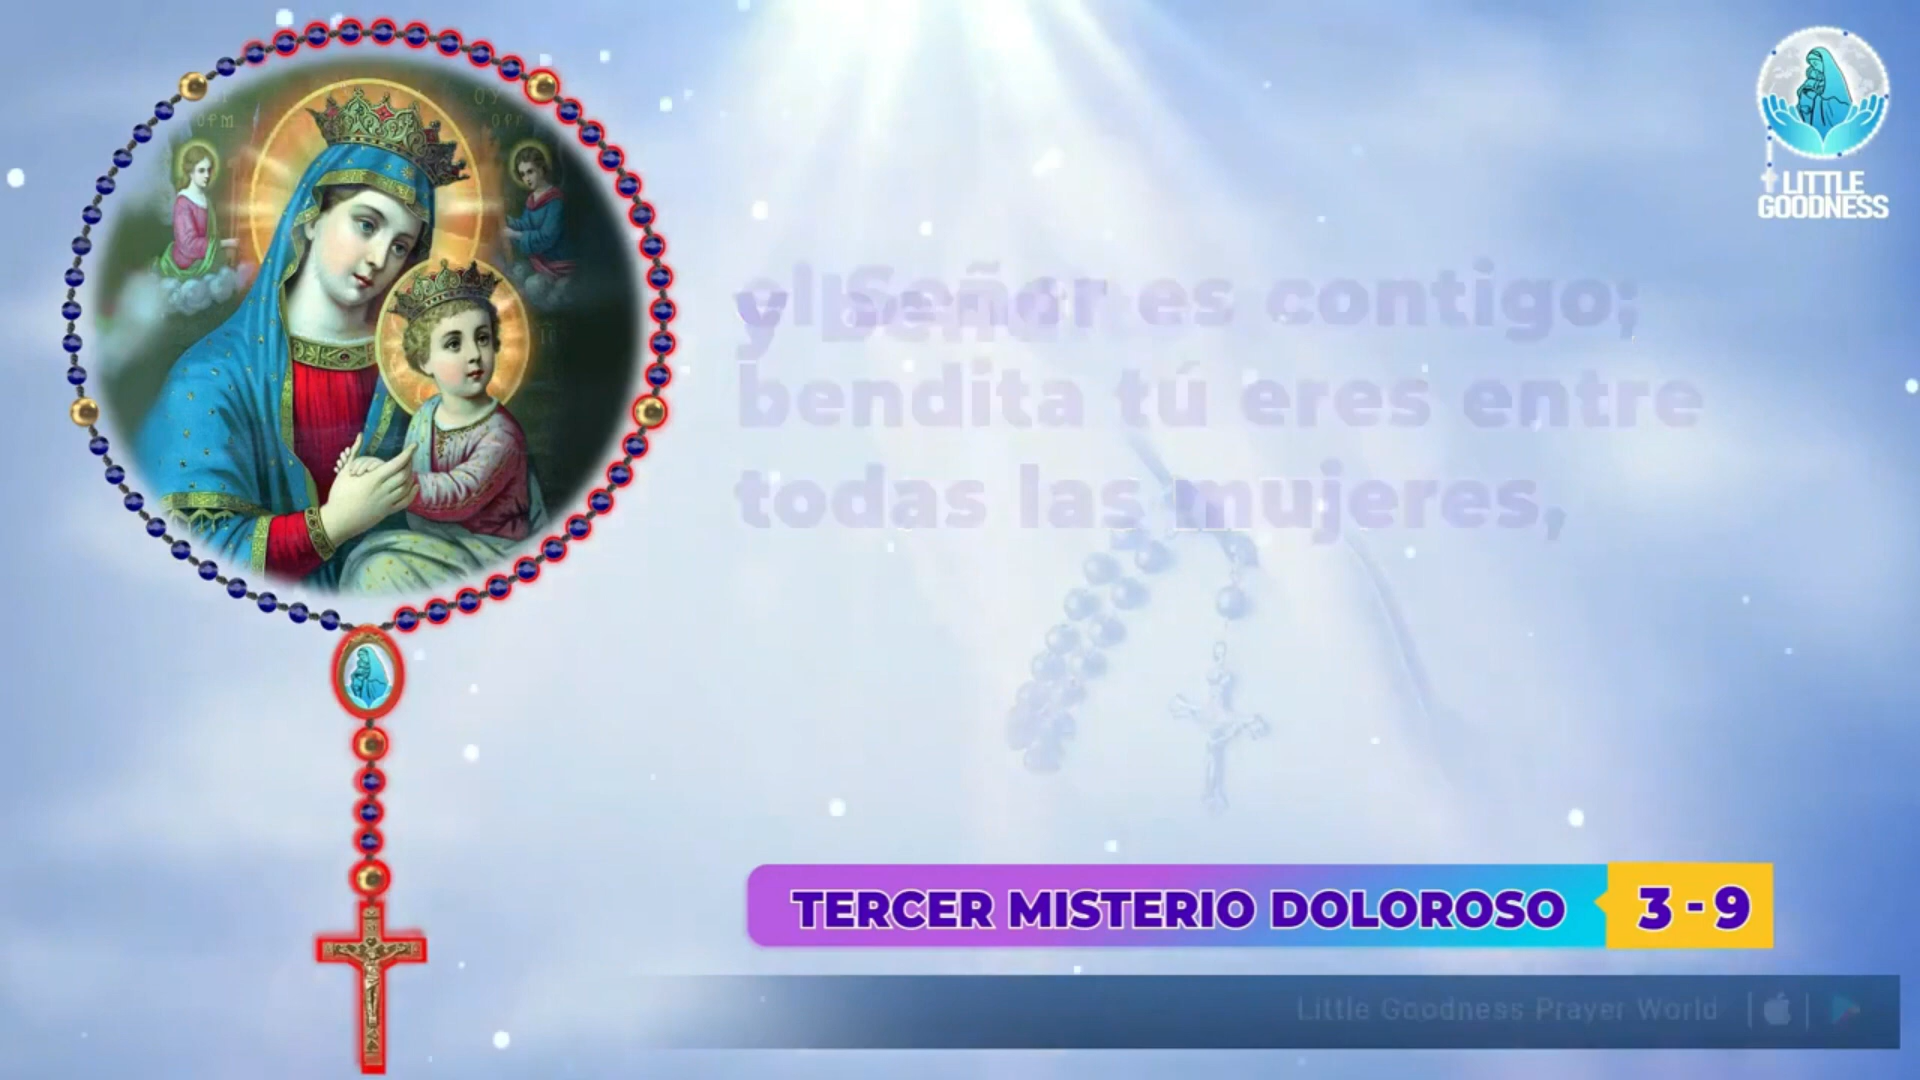 LITTLE
GOODNESS
el Señor es contigo;
bendita tú eres entre
todas las mujeres,
TERCER MISTERIO DOLOROSO 3 - 9
Little Goodness Prayer World